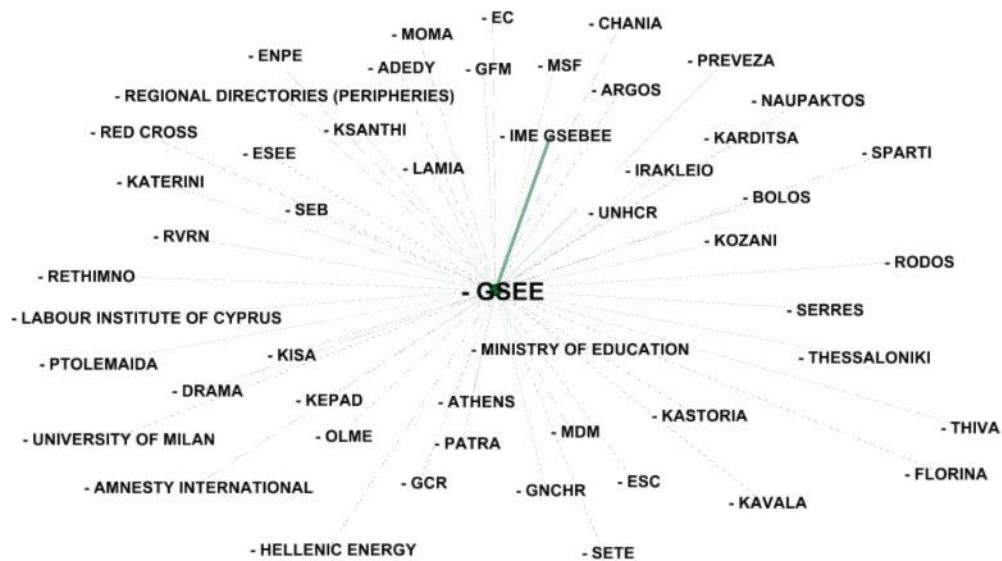 - EC
- CHANIA
- MOMA
- ENPE
- ADEDY
- GFM
- MSF
- PREVEZA
- ARGOS
- REGIONAL DIRECTORIES (PERIPHERIES)
- NAUPAKTOS
- RED CROSS
- KSANTHI
- IME GSEBEE
- KARDITSA
- ESEE
- SPARTI
- LAMIA
- IRAKLEIO
- KATERINI
- BOLOS
- SEB
- UNHCR
- RVRN
- KOZANI
- RODOS
- RETHIMNO
- GSEE
- SERRES
- LABOUR INSTITUTE OF CYPRUS
- MINISTRY OF EDUCATION
- KISA
- THESSALONIKI
- PTOLEMAIDA
- DRAMA
- KEPAD
- ATHENS
- KASTORIA
- THIVA
- UNIVERSITY OF MILAN
- OLME
- MDM
- PATRA
- FLORINA
- GCR
- ESC
- AMNESTY INTERNATIONAL
- GNCHR
- KAVALA
- HELLENIC ENERGY
- SETE